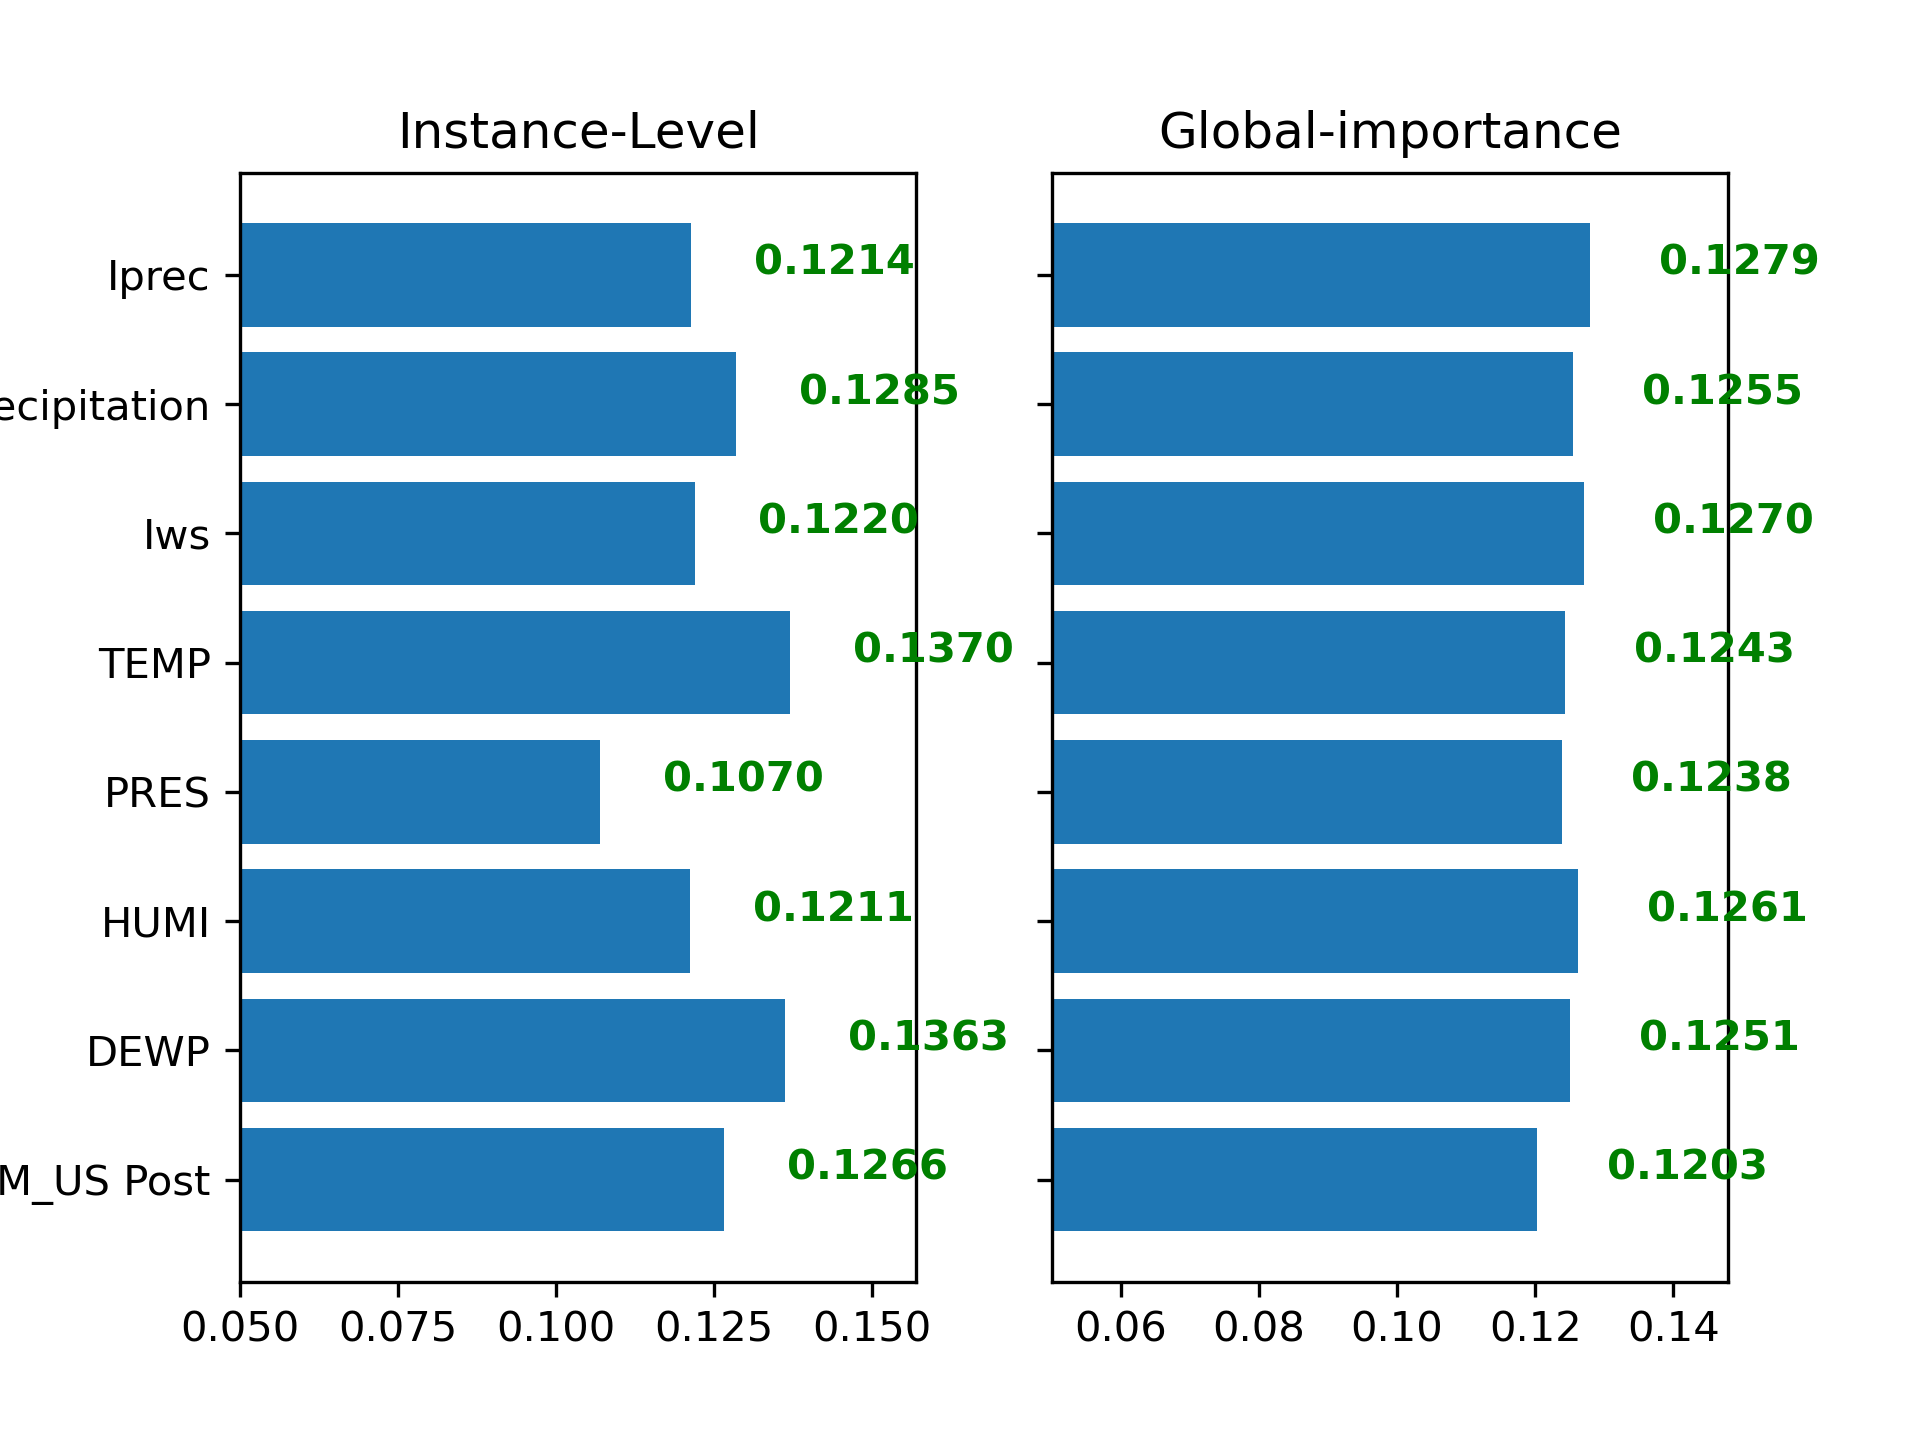 Instance-Level
Global-importance
Iprec
0.1214
0.1279
ecipitation
0.1285
0.1255
Iws
0.1220
0.1270
TEMP
0.1370
0.1243
PRES
0.1070
0.1238
HUMI
0.1211
0.1261
DEWP
0.1363
0.1251
M_US Post
0.1266
0.1203
0.050 0.075 0.100 0.125 0.150
0.06 0.08 0.10 0.12 0.14